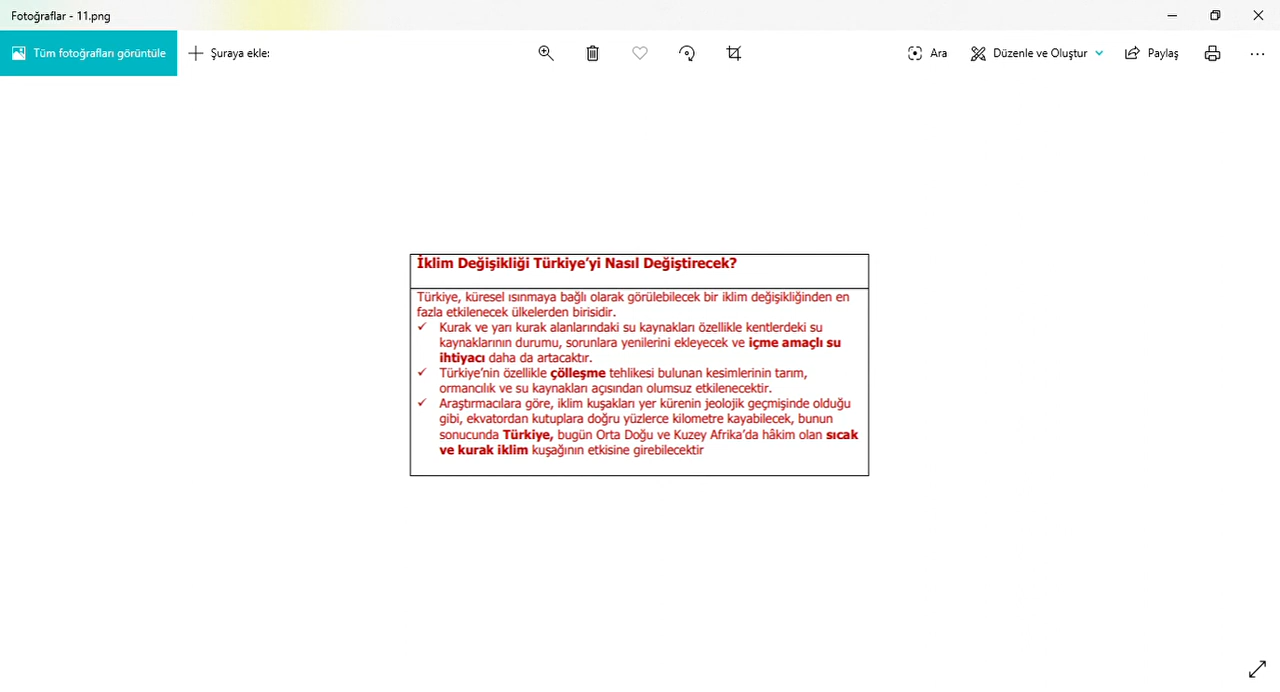 Fotoğraflar - 11.png
Tüm fotoğrafları görüntüle
Şuraya ekle:
Ara
Düzenle ve Oluştur
Paylaş
İklim Değişikliği Türkiye'yi Nasıl Değiştirecek?
Türkiye, küresel ısınmaya bağlı olarak görülebilecek bir iklim değişikliğinden en
fazla etkilenecek ülkelerden birisidir.
✓ Kurak ve yarı kurak alanlarındaki su kaynakları özellikle kentlerdeki su
kaynaklarının durumu, sorunlara yenilerini ekleyecek ve içme amaçlı su
ihtiyacı daha da artacaktır.
✓ Türkiye'nin özellikle çölleşme tehlikesi bulunan kesimlerinin tarım,
ormancılık ve su kaynakları açısından olumsuz etkilenecektir.
✓ Araştırmacılara göre, iklim kuşakları yer kürenin jeolojik geçmişinde olduğu
gibi, ekvatordan kutuplara doğru yüzlerce kilometre kayabilecek, bunun
sonucunda Türkiye, bugün Orta Doğu ve Kuzey Afrika'da hâkim olan sıcak
ve kurak iklim kuşağının etkisine girebilecektir